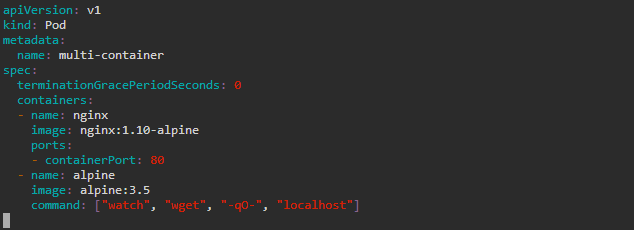 apiVersion: v1
kind: Pod
metadata:
  name: multi-container
spec:
  terminationGracePeriodSeconds: 0
  containers:
  - name: nginx
    image: nginx:1.10-alpine
    ports:
    - containerPort: 80
  - name: alpine
    image: alpine:3.5
    command: ["watch", "wget", "-qO-", "localhost"]